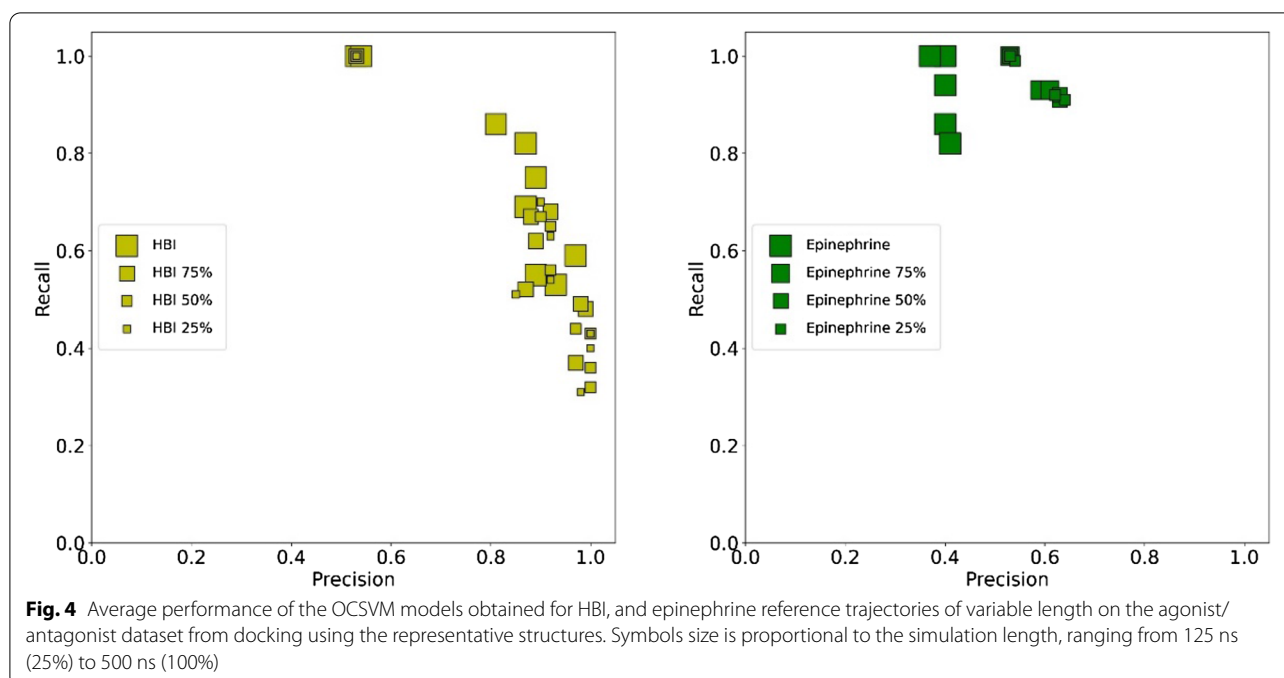 1.0
0.8
0.6
0.4
0.2
0.0
Recall
HBI
HBI 75%
HBI 50%
HBI 25%
0.0 0.2 0.4 0.6 0.8 1.0
Precision
1.0
0.8
0.6
0.4
0.2
0.0
Recall
Epinephrine
Epinephrine 75%
Epinephrine 50%
Epinephrine 25%
0.0 0.2 0.4 0.6 0.8 1.0
Precision
Fig. 4 Average performance of the OCSVM models obtained for HBI, and epinephrine reference trajectories of variable length on the agonist/
antagonist dataset from docking using the representative structures. Symbols size is proportional to the simulation length, ranging from 125 ns
(25%) to 500 ns (100%)